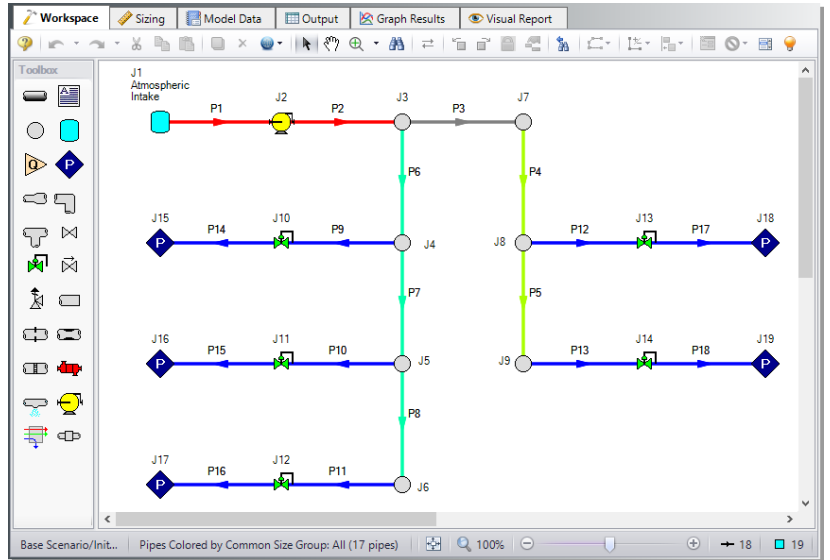 Workspace Sizing Model Data Output Graph Results Visual Report
Toolbox
J1
Atmospheric
Intake
P1 J2 P2 J3 P3 J7
P6 P4
J15 P14 J10 P9 J4 J8 P12 J13 P17 J18
P P
P7 P5
J16 P15 J11 P10 J5 J9 P13 J14 P18 J19
P P
P8
J17 P16 J12 P11 J6
P
Q P
Base Scenario/Init... Pipes Colored by Common Size Group: All (17 pipes) 100% 18 19